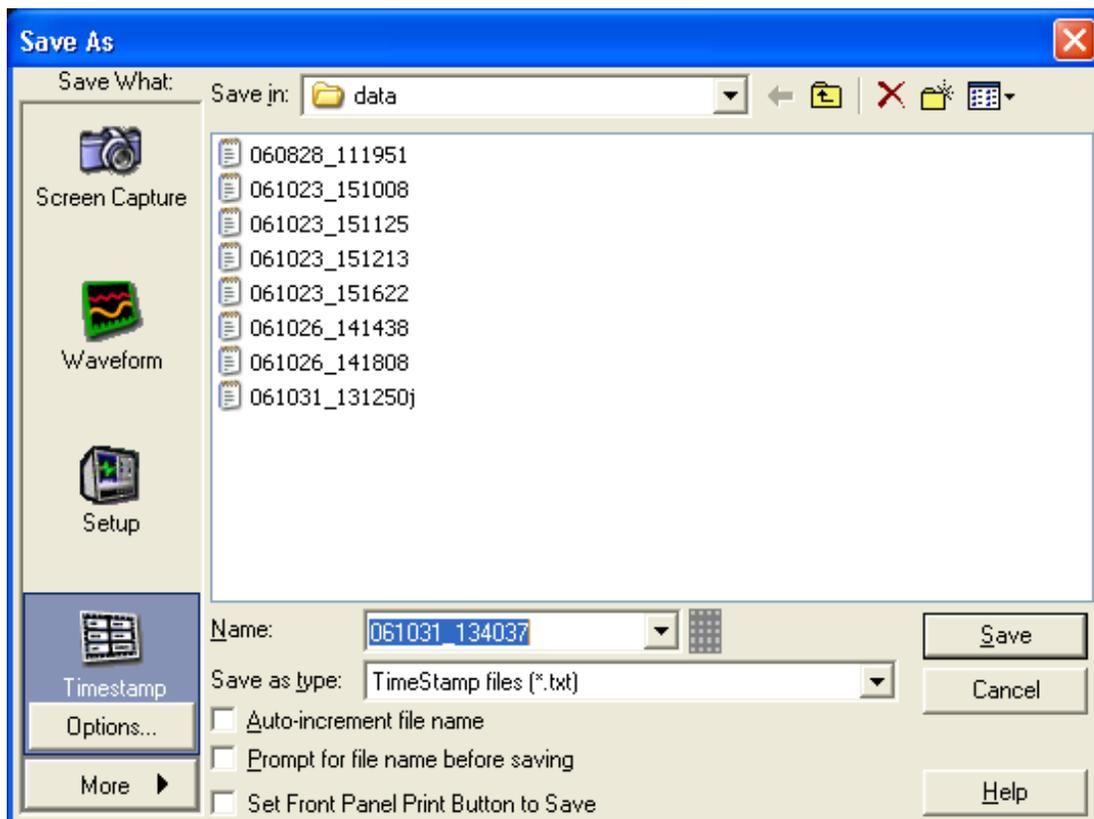 Save As
Save What:
Save in:
data
Screen Capture
Waveform
Setup
Timestamp
Options...
More
060828_111951
061023_151008
061023_151125
061023_151213
061023_151622
061026_141438
061026_141808
061031_131250j
Name:
061031_134037
Save
Save as type:
TimeStamp files (*.txt)
Cancel
Auto-increment file name
Prompt for file name before saving
Set Front Panel Print Button to Save
Help